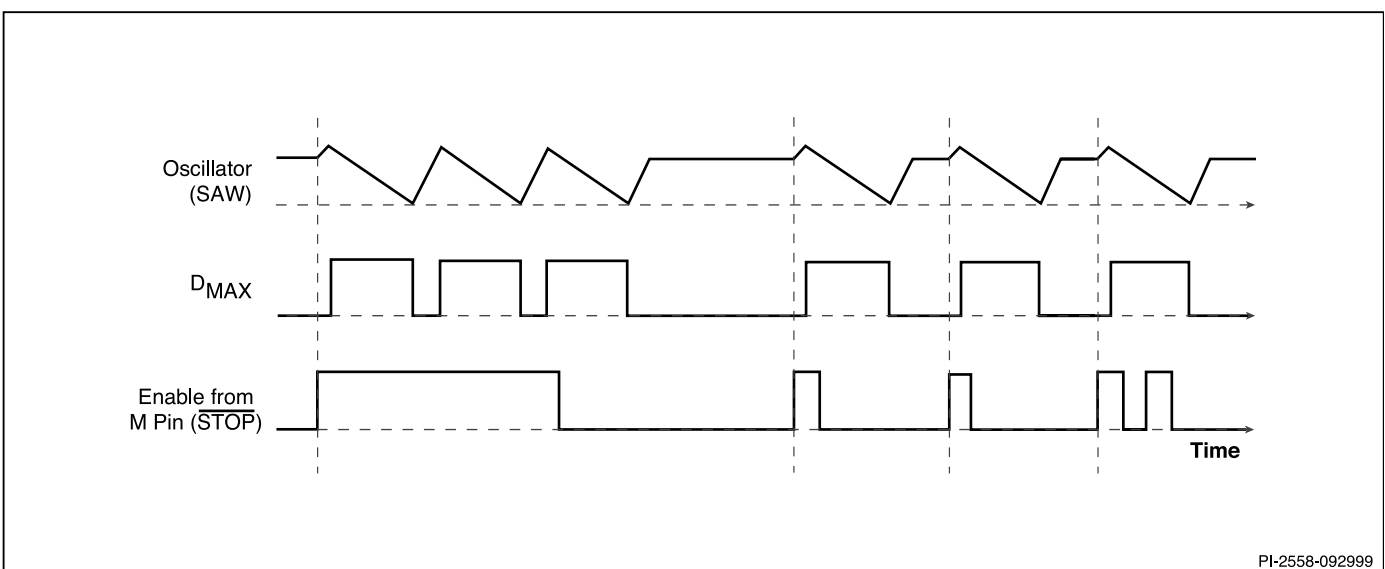 Oscillator
(SAW)
DMAX
Enable from
M Pin (STOP)
Time
PI-2558-092999